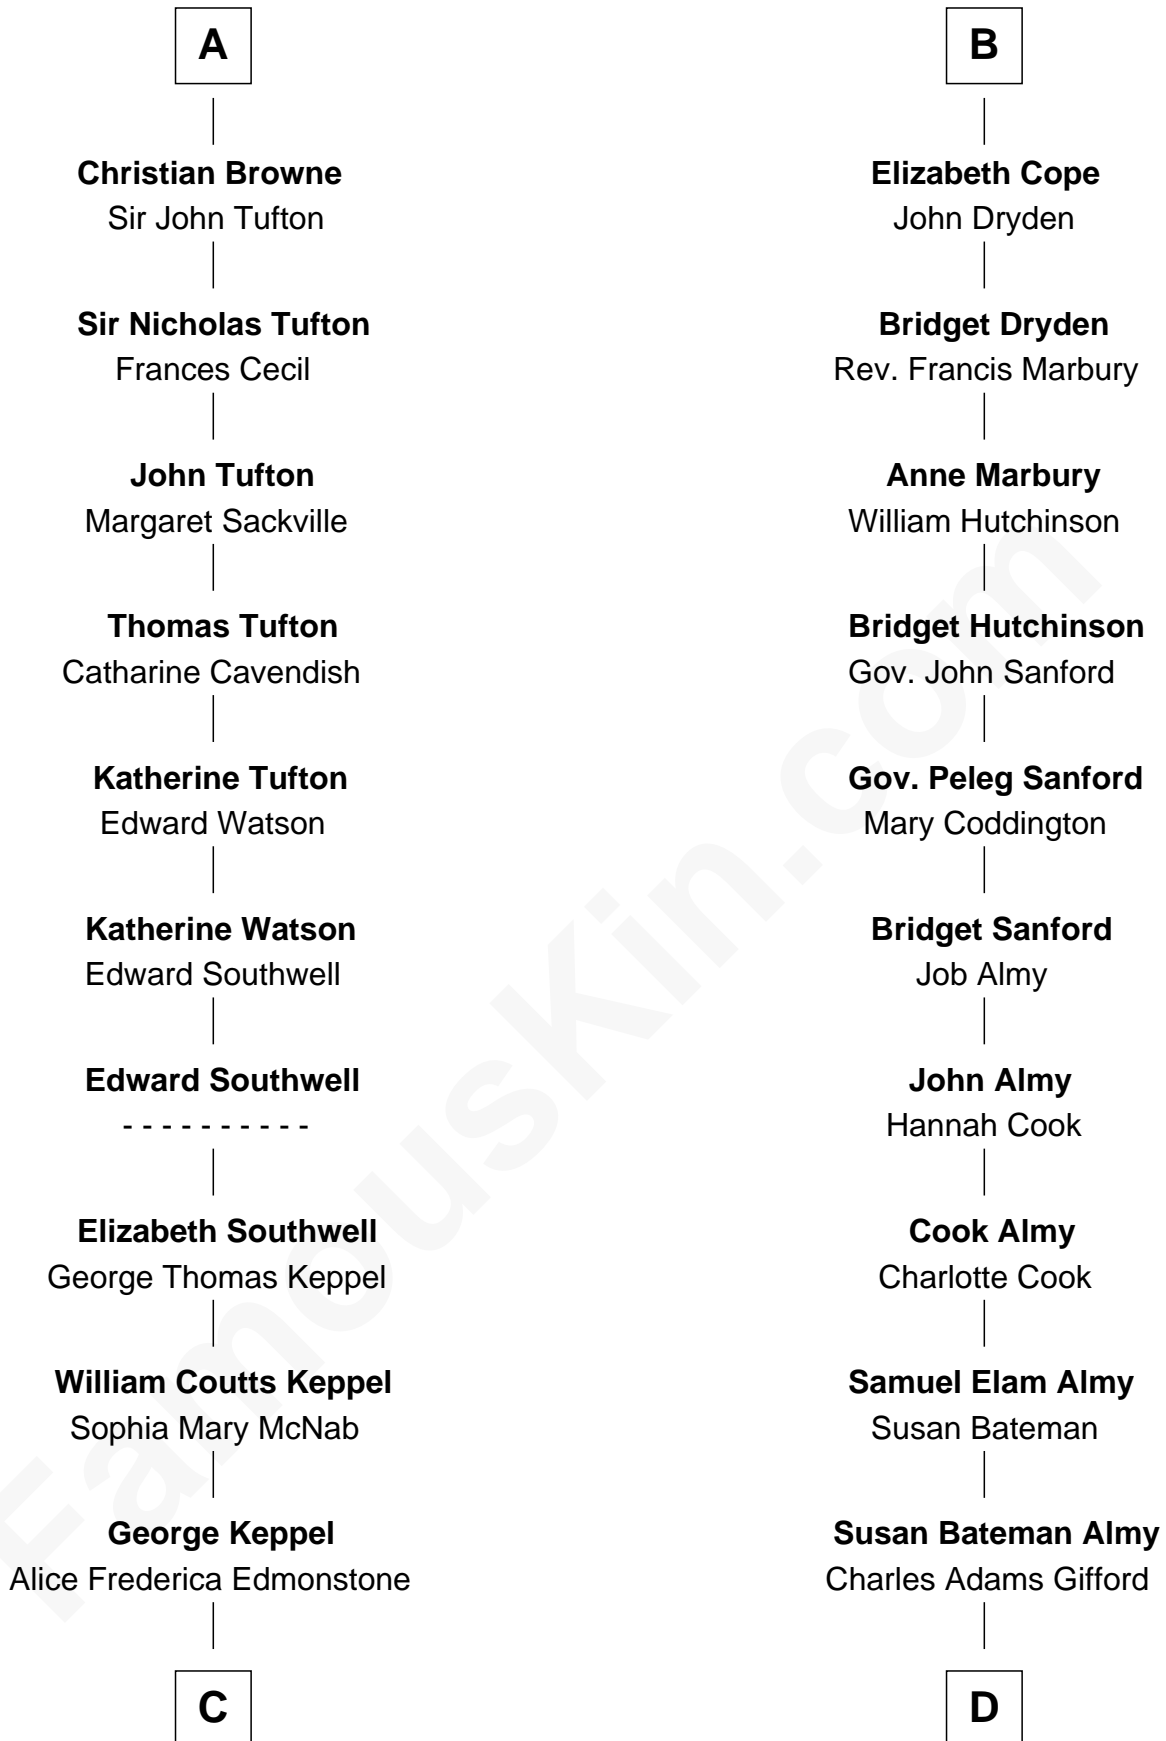 A
Christian Browne
Sir John Tufton
Sir Nicholas Tufton
Frances Cecil
John Tufton
Margaret Sackville
Thomas Tufton
Catharine Cavendish
Katherine Tufton
Edward Watson
Katherine Watson
Edward Southwell
Edward Southwell
- - - - - - - - - -
Elizabeth Southwell
George Thomas Keppel
William Coutts Keppel
Sophia Mary McNab
George Keppel
Alice Frederica Edmonstone
C
B
Elizabeth Cope
John Dryden
Bridget Dryden
Rev. Francis Marbury
Anne Marbury
William Hutchinson
Bridget Hutchinson
Gov. John Sanford
Gov. Peleg Sanford
Mary Coddington
Bridget Sanford
Job Almy
John Almy
Hannah Cook
Cook Almy
Charlotte Cook
Samuel Elam Almy
Susan Bateman
Susan Bateman Almy
Charles Adams Gifford
D
FamousKin.com